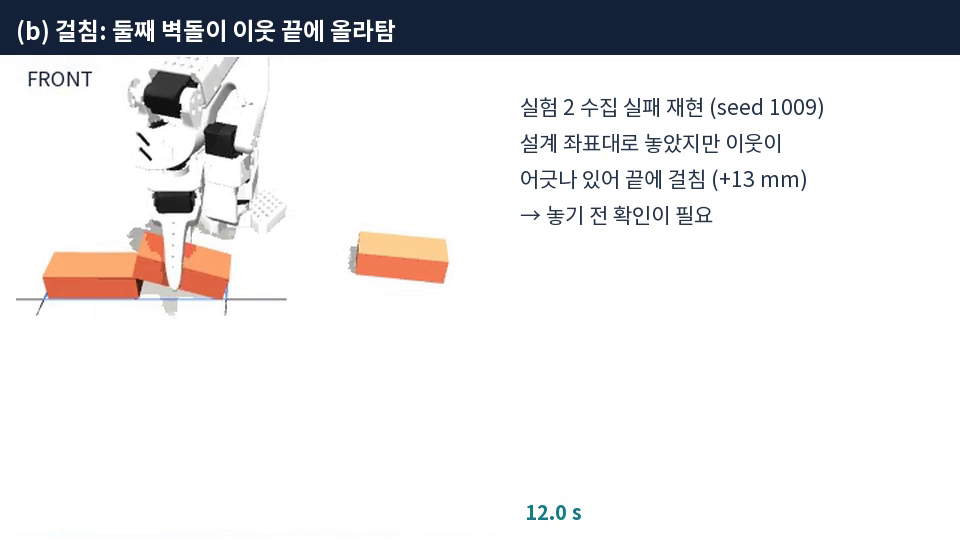 (b) 걸침: 둘째 벽돌이 이웃 끝에 올라탐
FRONT
실험 2 수집 실패 재현 (seed 1009)
설계 좌표대로 놓았지만 이웃이
어긋나 있어 끝에 걸침 (+13 mm)
→ 놓기 전 확인이 필요
12.0 s